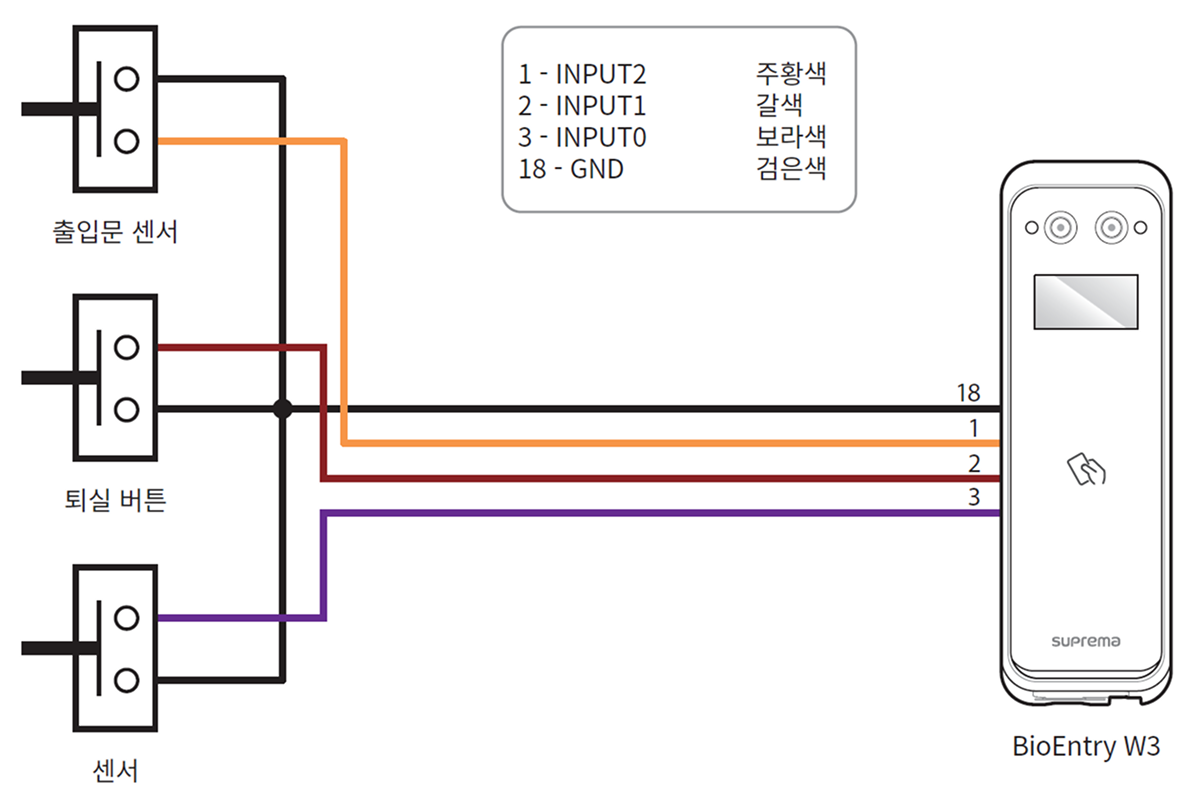 1 - INPUT2 주황색
2 - INPUT1 갈색
3 - INPUT0 보라색
18 - GND 검은색
출입문 센서
퇴실 버튼
센서
18
1
2
3
suprema
BioEntry W3